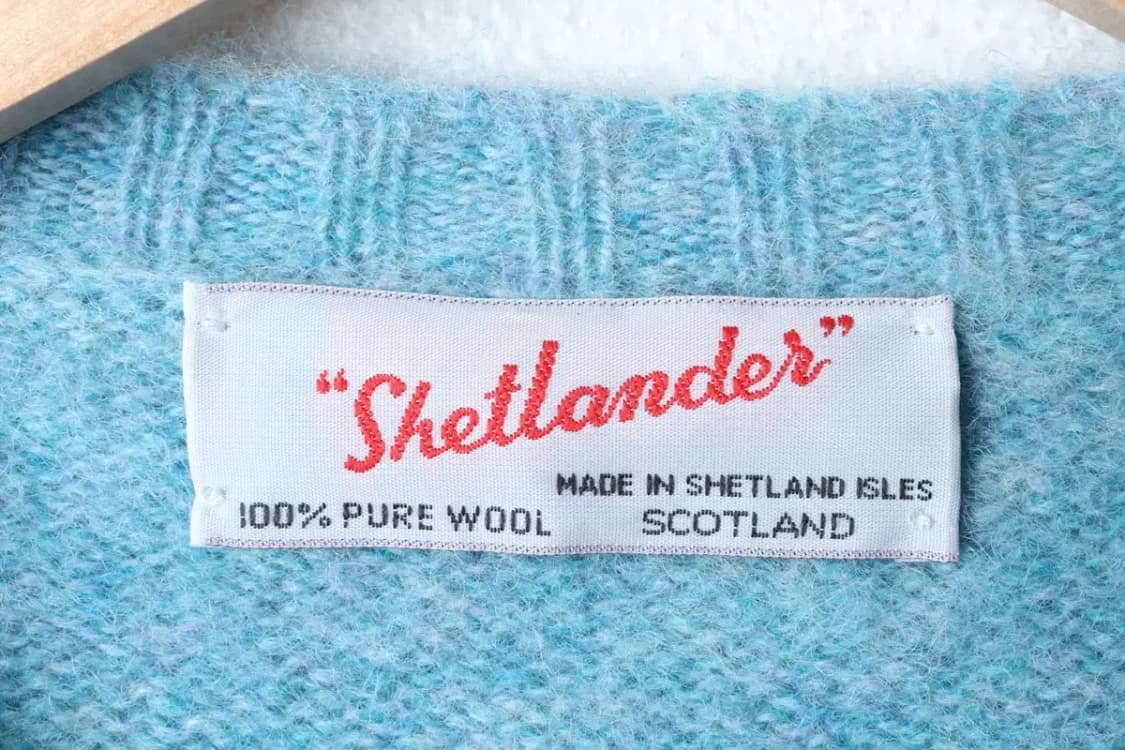 “Shetlander”
MADE IN SHETLAND ISLES
100% PURE WOOL SCOTLAND